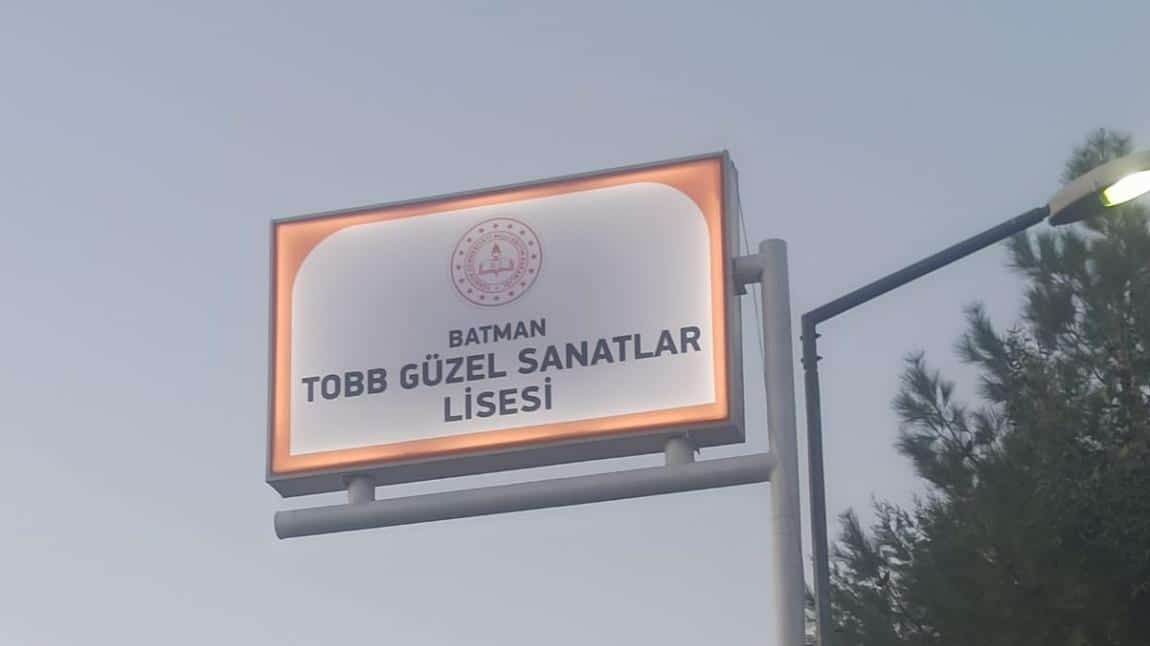 BATMAN
TOBB GÜZEL SANATLAR
LİSESİ